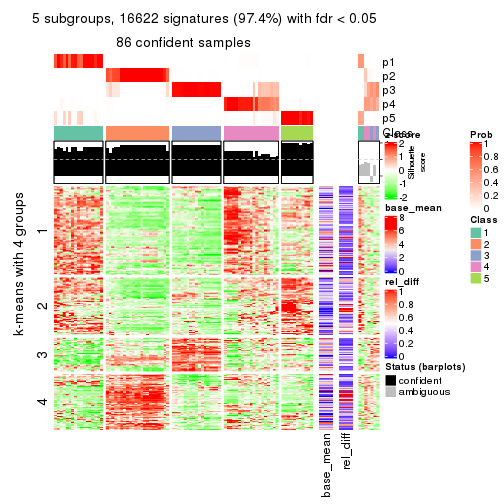 5 subgroups, 16622 signatures (97.4%) with fdr < 0.05
86 confident samples
p1
p2
p3
p4
p5
Class
k-means with 4 groups
1
2
3
4
base_mean
rel_diff
z-score
2
1
0
-1
-2
Silhouette
score
base_mean
8
6
4
2
0
rel_diff
1
0.8
0.6
0.4
0.2
0
Status (barplots)
confident
ambiguous
Prob
1
0.8
0.6
0.4
0.2
0
Class
1
2
3
4
5